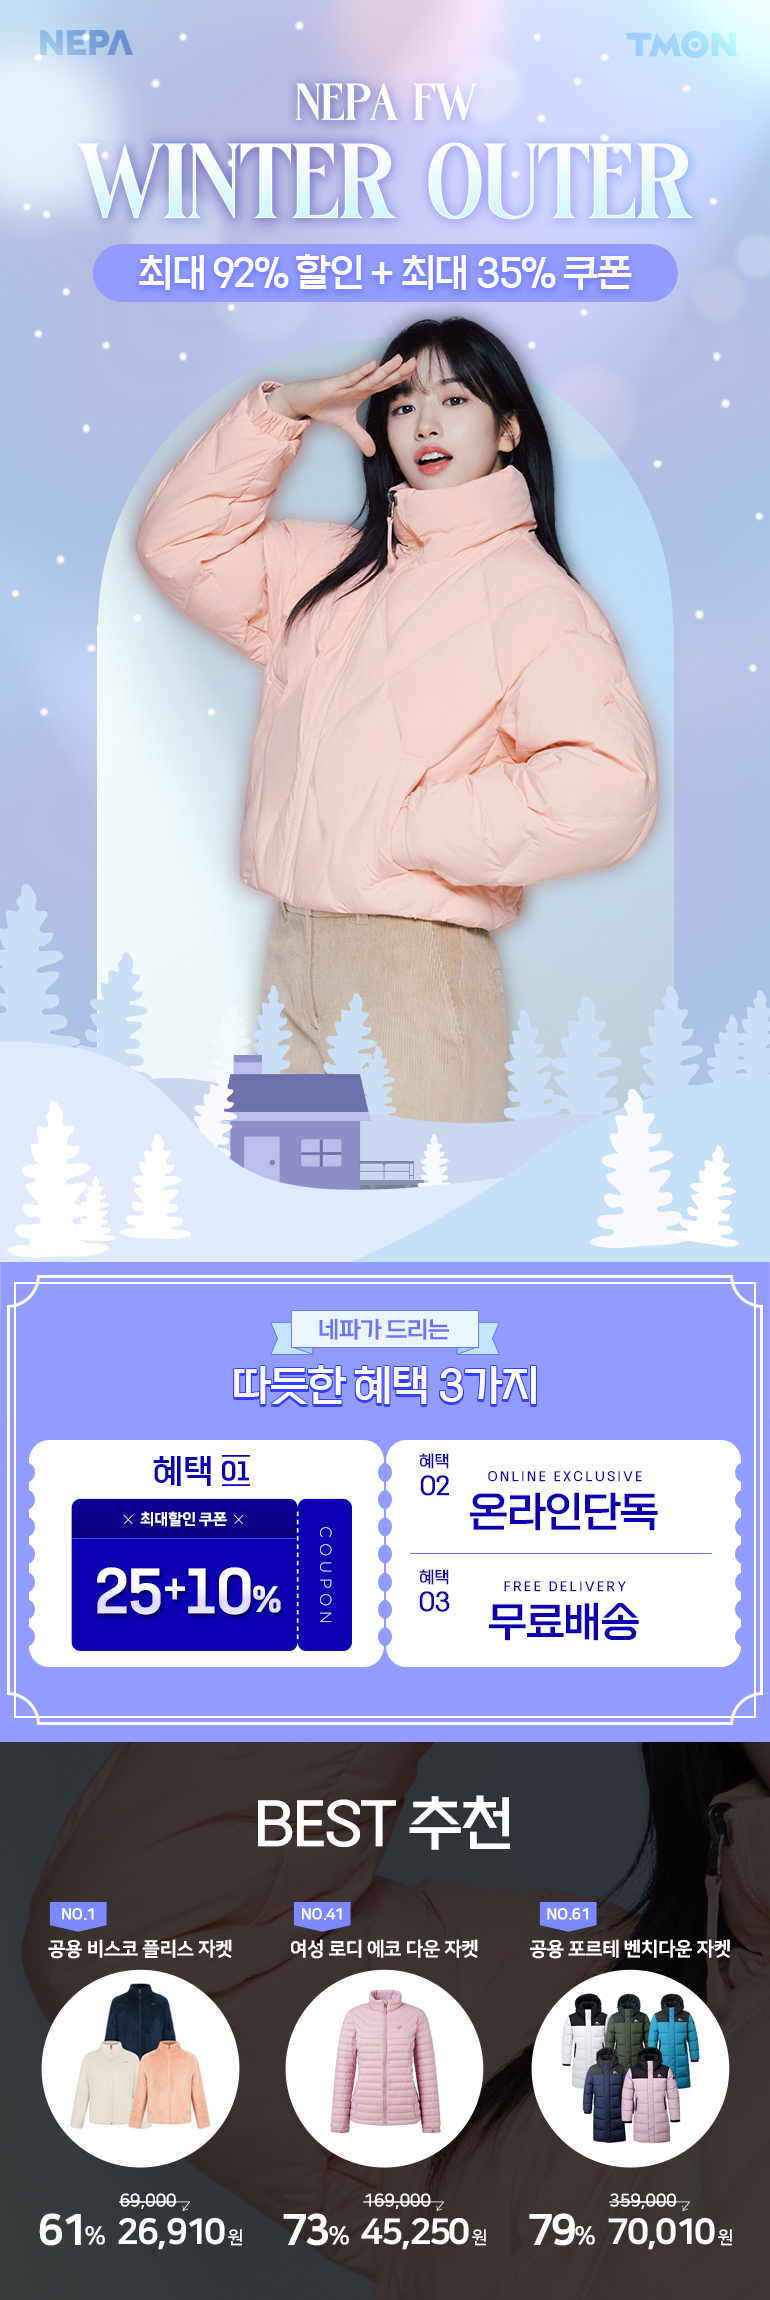 NEPA
TMON
NEPA FW
WINTER OUTER
최대 92% 할인 + 최대 35% 쿠폰
네파가 드리는
따듯한 혜택 3가지
혜택 01
× 최대할인 쿠폰 ×
25+10%
COUPON
혜택 02
ONLINE EXCLUSIVE
온라인단독
혜택 03
FREE DELIVERY
무료배송
BEST 추천
NO.1
공용 비스코 플리스 자켓
69,000
61% 26,910원
NO.41
여성 로디 에코 다운 자켓
169,000
73% 45,250원
NO.61
공용 포르테 벤치다운 자켓
359,000
79% 70,010원